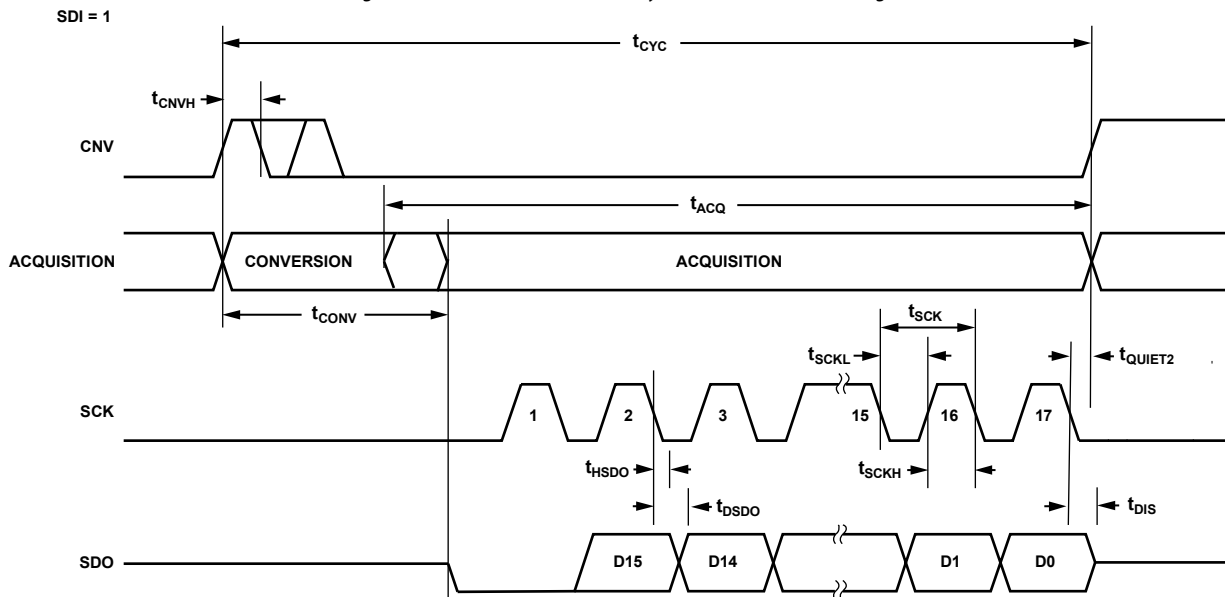 SDI = 1
tCYC
tCNVH
CNV
tACQ
ACQUISITION
CONVERSION
ACQUISITION
tCONV
tSCK
tSCKL
tQUIET2
SCK
1
2
3
15
16
17
tHSDO
tSCKH
tDSDO
tDIS
SDO
D15
D14
D1
D0